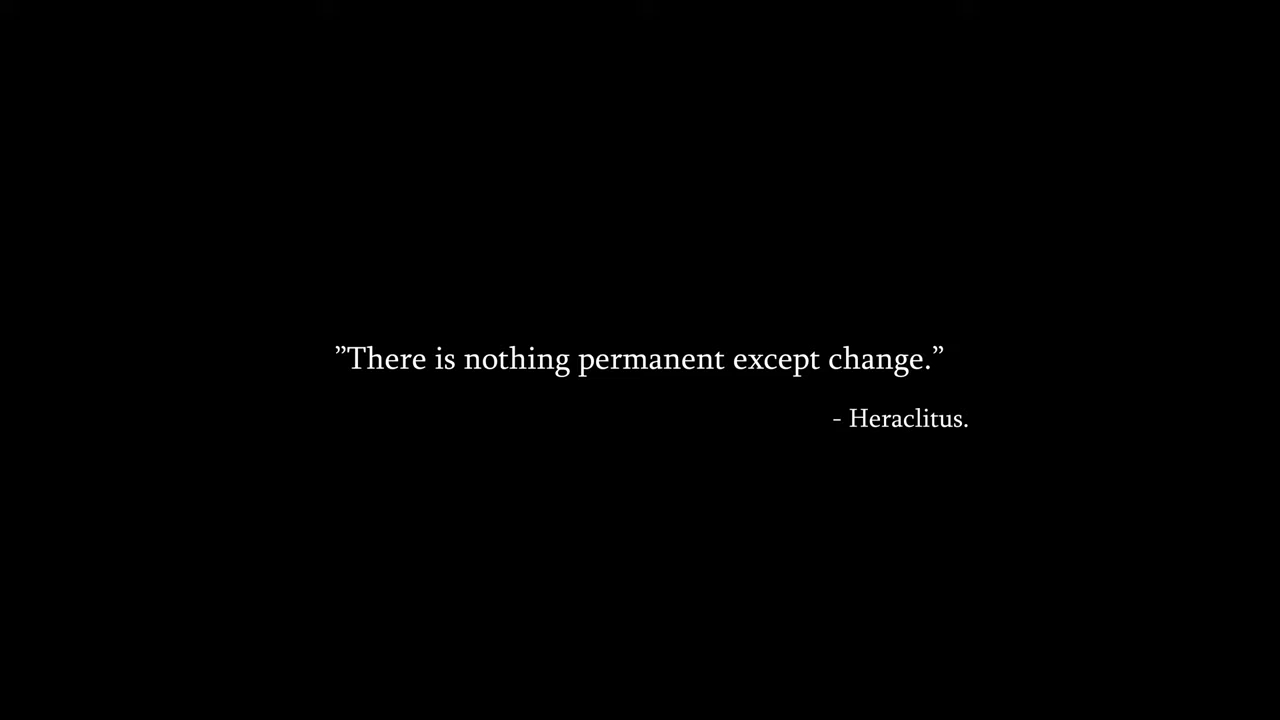 ”There is nothing permanent except change.”
- Heraclitus.